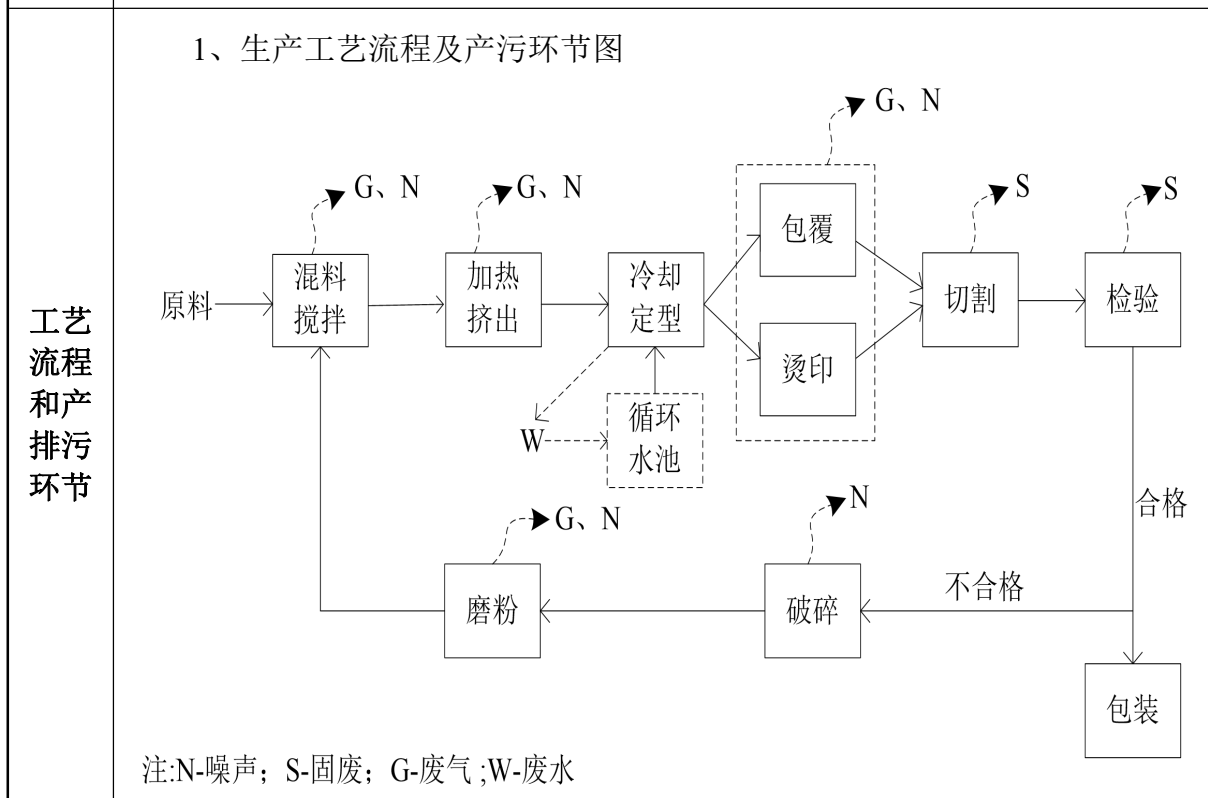 1、生产工艺流程及产污环节图
G、N
G、N
G、N
S
S
包覆
原料
混料
搅拌
加热
挤出
冷却
定型
切割
检验
烫印
W
循环
水池
工艺
流程
和产
排污
环节
合格
G、N
N
磨粉
破碎
不合格
包装
注:N-噪声；S-固废；G-废气 ;W-废水